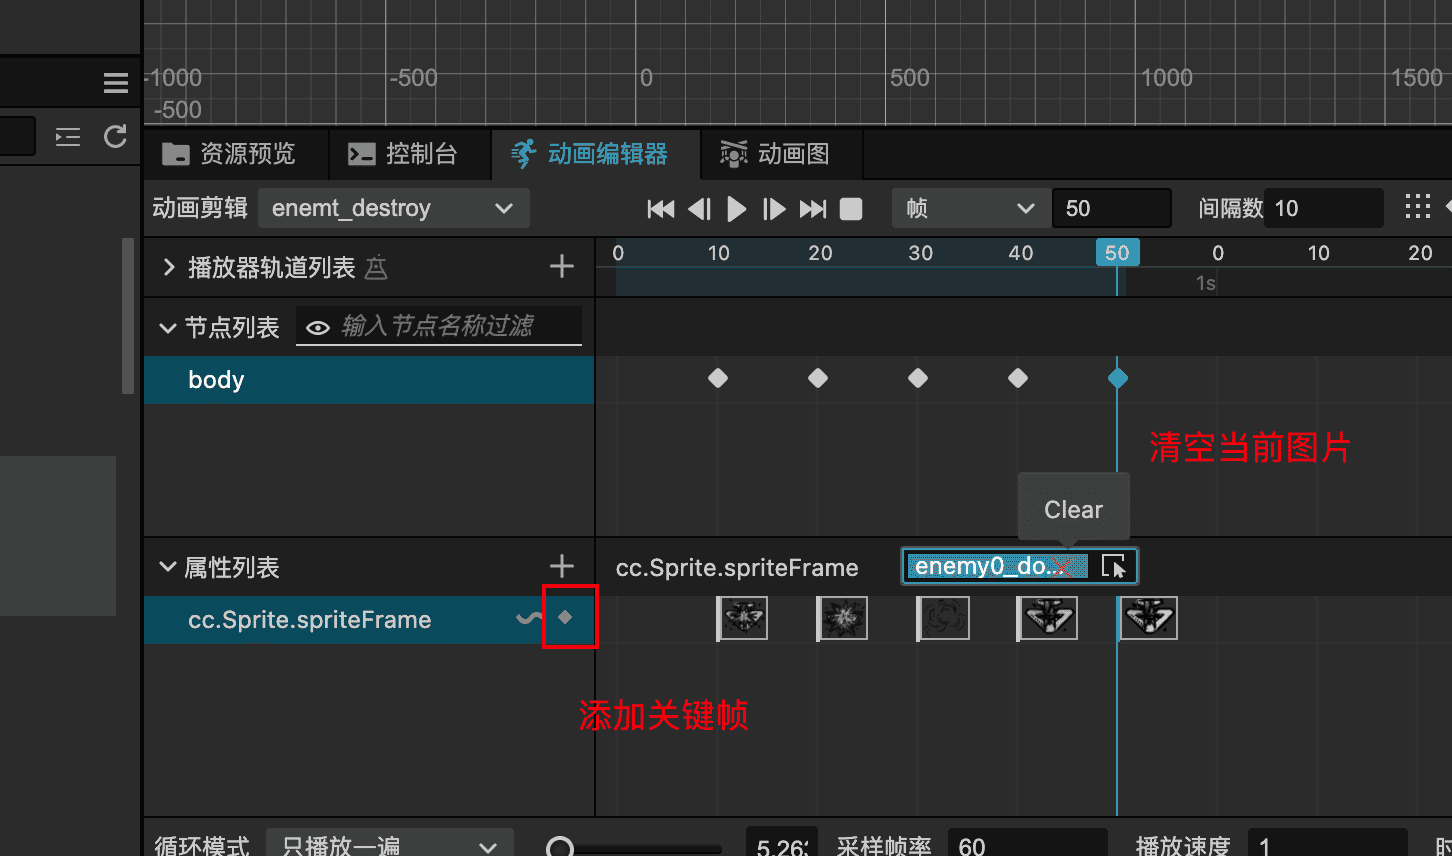 -1000 -500 0 500 1000 1500
-500
资源预览 控制台 动画编辑器 动画图
动画剪辑 enemt_destroy 帧 50 间隔数 10
播放器轨道列表 0 10 20 30 40 50 0 10 20
1s
节点列表 输入节点名称过滤
body
清空当前图片
Clear
属性列表 cc.Sprite.spriteFrame enemy0_do...
cc.Sprite.spriteFrame
添加关键帧
循环模式 只播放一遍 采样帧率 60 播放速度 1